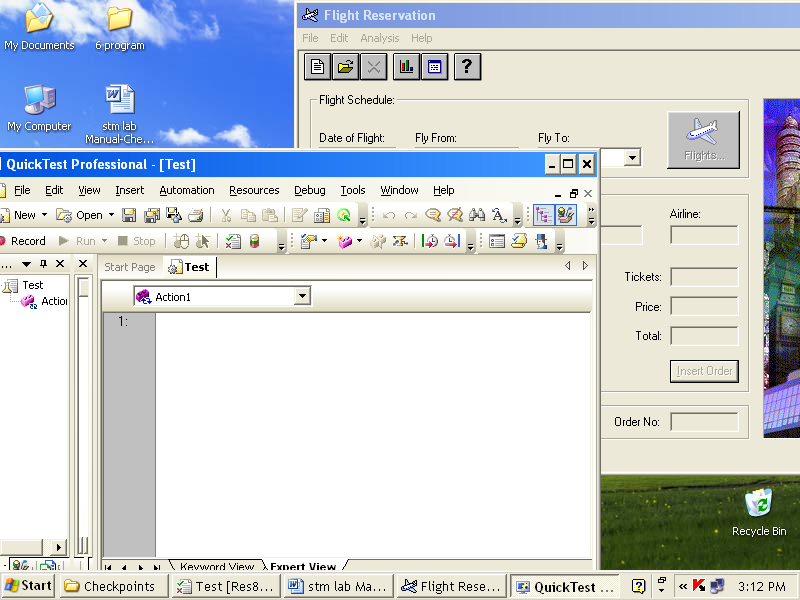 My Documents
6 program
My Computer
stm lab
Manual-Che...
Flight Reservation
File Edit Analysis Help
?
Flight Schedule:
Date of Flight: Fly From: Fly To:
Flights...
Airline:
Tickets:
Price:
Total:
Insert Order
Order No:
QuickTest Professional - [Test]
File Edit View Insert Automation Resources Debug Tools Window Help
New Open
Record Run Stop
...
Start Page Test
Test
Action
Action1
1:
Keyword View Expert View
Recycle Bin
Start Checkpoints Test [Res8... stm lab Ma... Flight Rese... QuickTest ... ? « K 3:12 PM